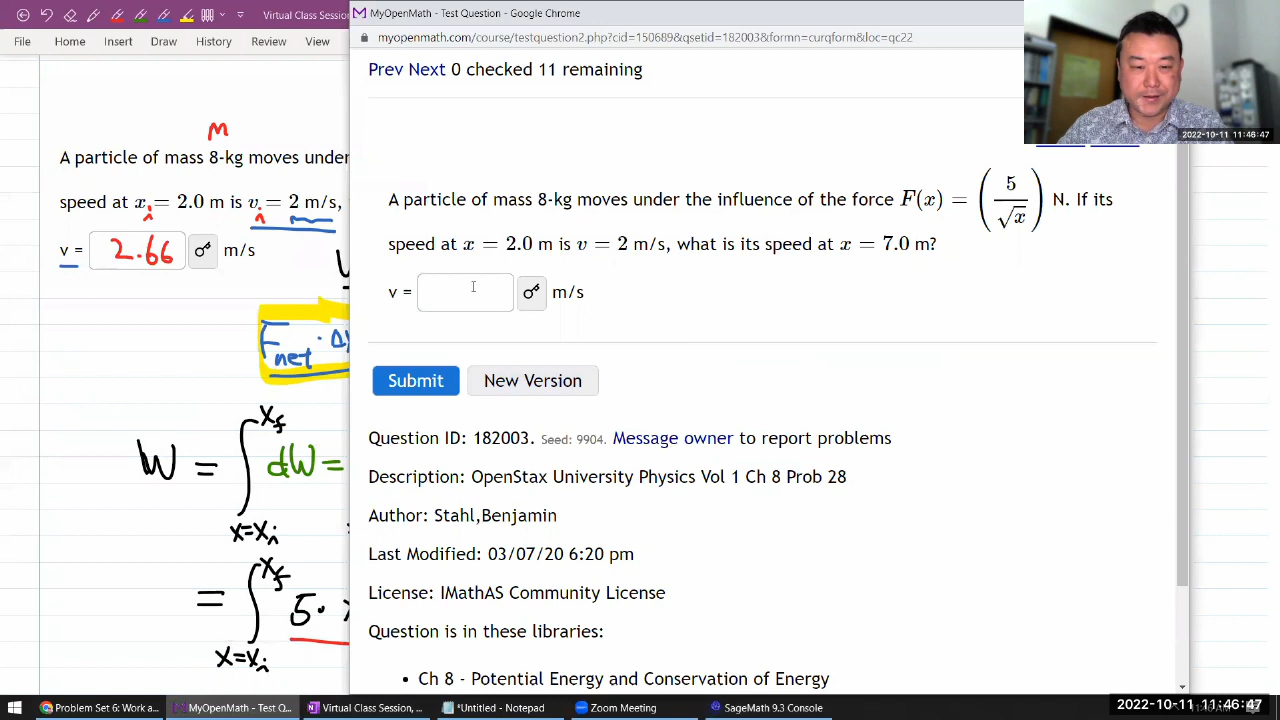 Virtual Class Session,
MyOpenMath - Test Question - Google Chrome
File Home Insert Draw History Review View
myopenmath.com/course/testquestion2.php?cid=150689&qsetid=182003&formn=curqform&loc=qc22
Prev Next 0 checked 11 remaining
2022-10-11 11:46:47
M
A particle of mass 8-kg moves under
speed at x = 2.0 m is v = 2 m/s,
i i
v = 2.66 m/s
F net · Δ
W = ∫ dW =
x f
x=x i
= ∫ 5 ·
x f
x=x i
A particle of mass 8-kg moves under the influence of the force F(x) = (5/√x) N. If its
speed at x = 2.0 m is v = 2 m/s, what is its speed at x = 7.0 m?
v = m/s
Submit New Version
Question ID: 182003. Seed: 9904. Message owner to report problems
Description: OpenStax University Physics Vol 1 Ch 8 Prob 28
Author: Stahl,Benjamin
Last Modified: 03/07/20 6:20 pm
License: IMathAS Community License
Question is in these libraries:
• Ch 8 - Potential Energy and Conservation of Energy
Problem Set 6: Work a... MyOpenMath - Test Q... Virtual Class Session, ... *Untitled - Notepad Zoom Meeting SageMath 9.3 Console
2022-10-11 11:46:47